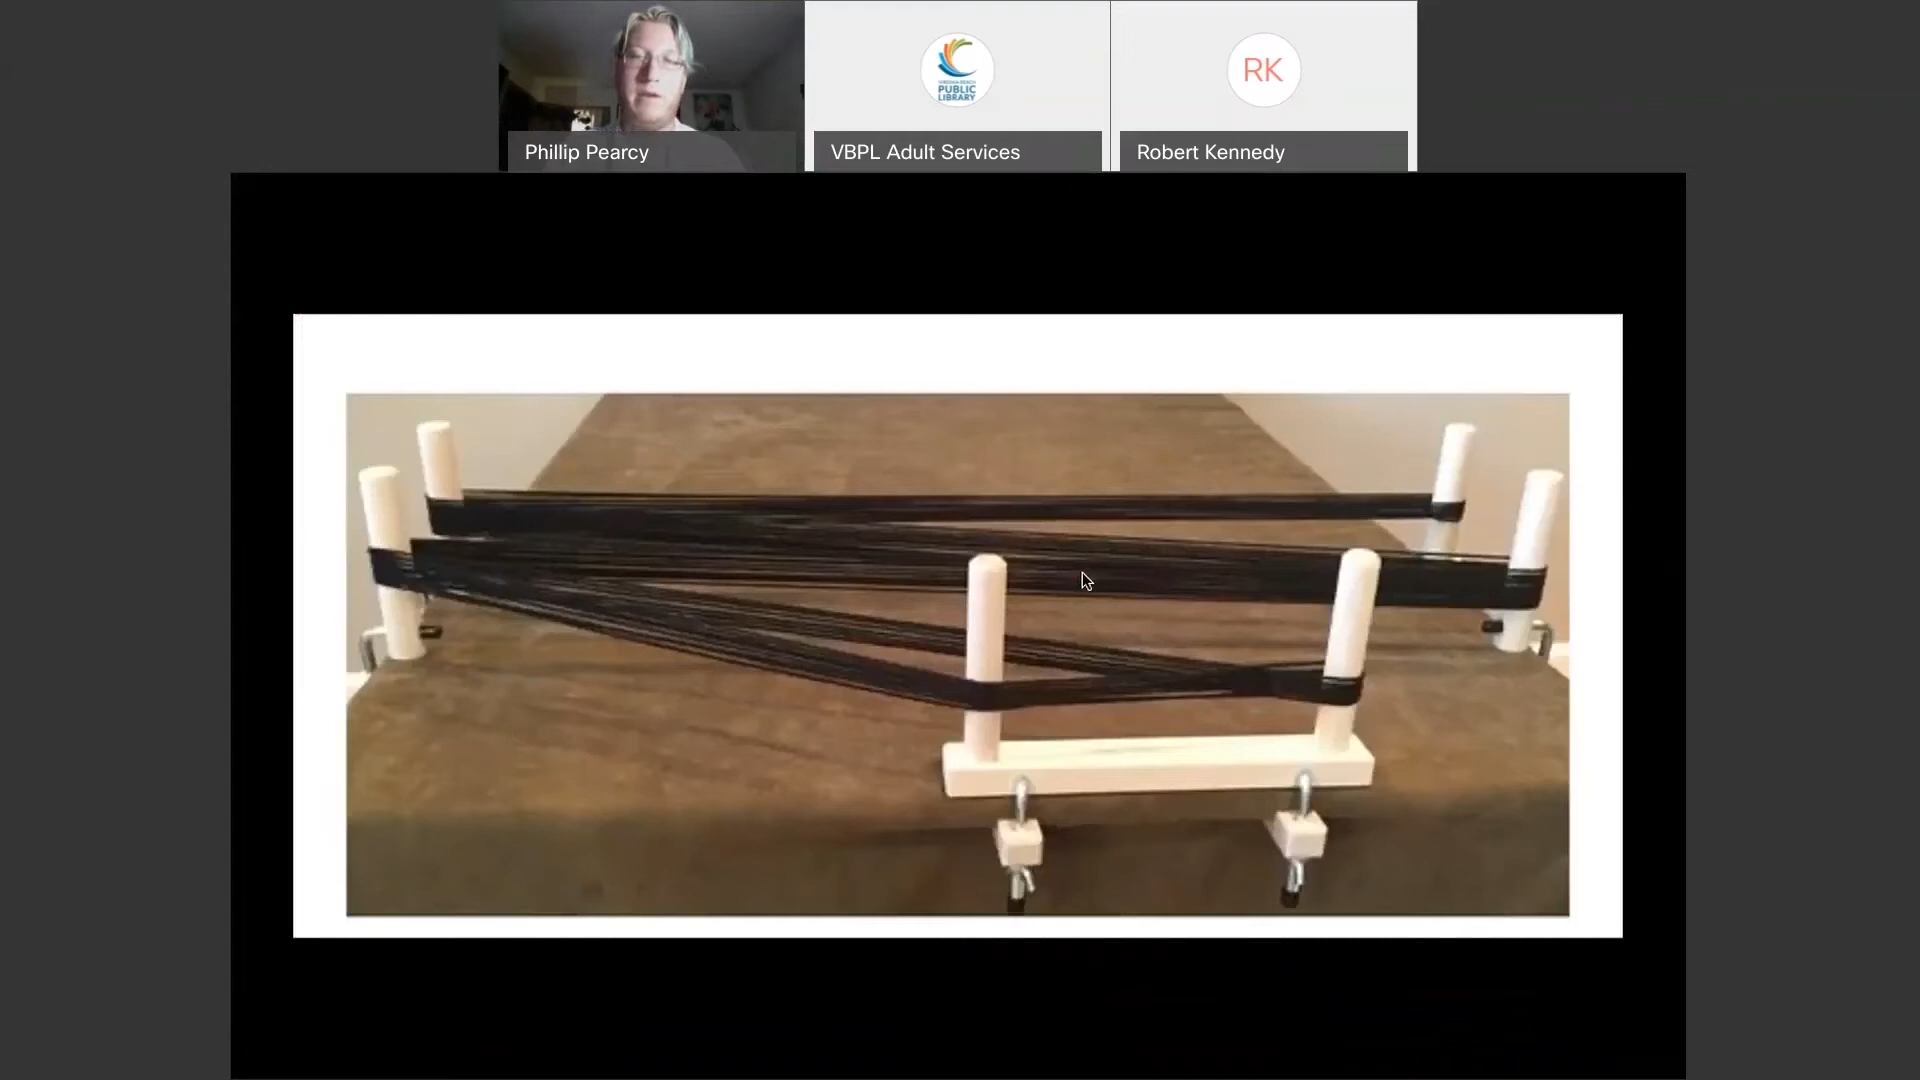 VIRGINIA BEACH
PUBLIC
LIBRARY
RK
Phillip Pearcy
VBPL Adult Services
Robert Kennedy